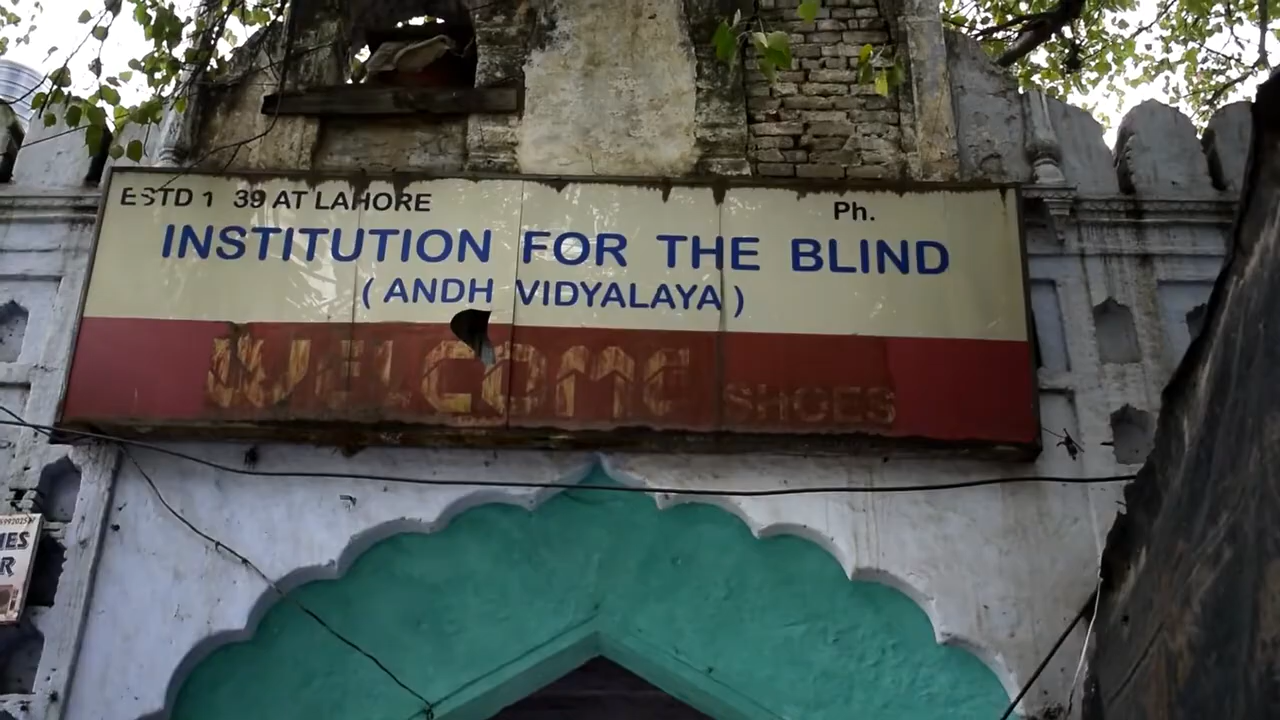 ESTD 1 39 AT LAHORE
Ph.
INSTITUTION FOR THE BLIND
( ANDH VIDYALAYA )
WELCOME SHOES